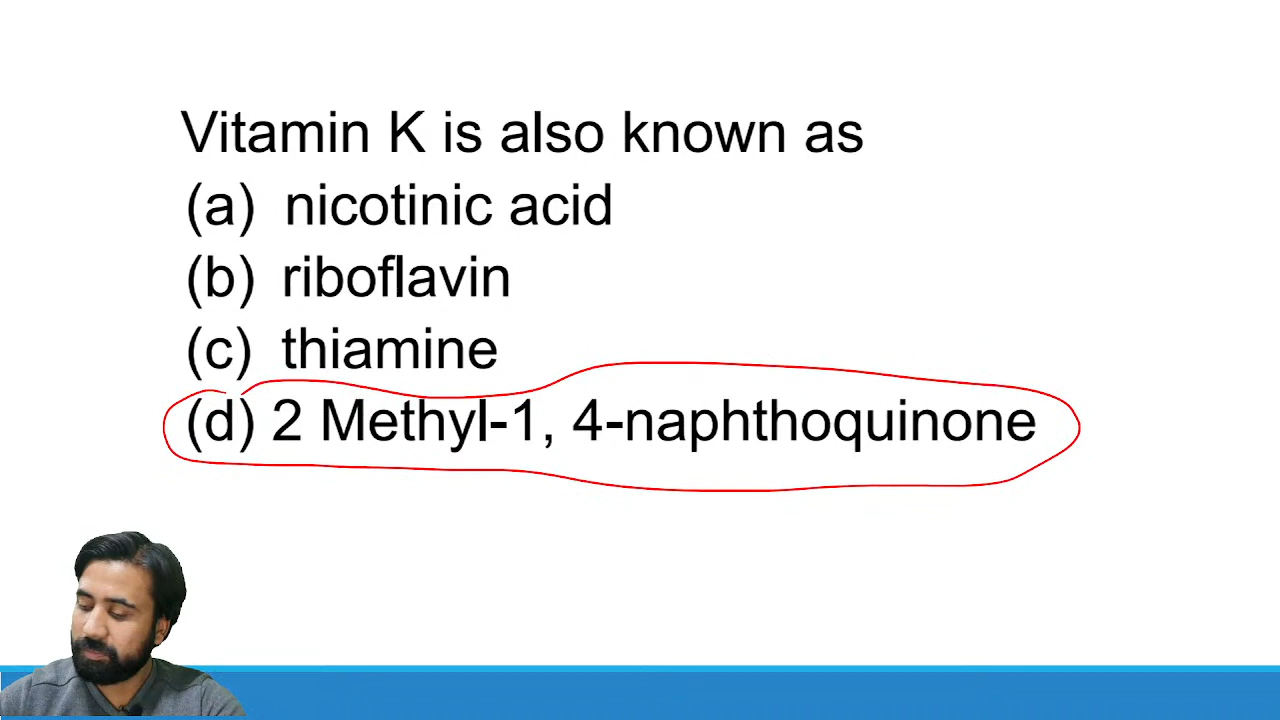 Vitamin K is also known as
(a) nicotinic acid
(b) riboflavin
(c) thiamine
(d) 2 Methyl-1, 4-naphthoquinone